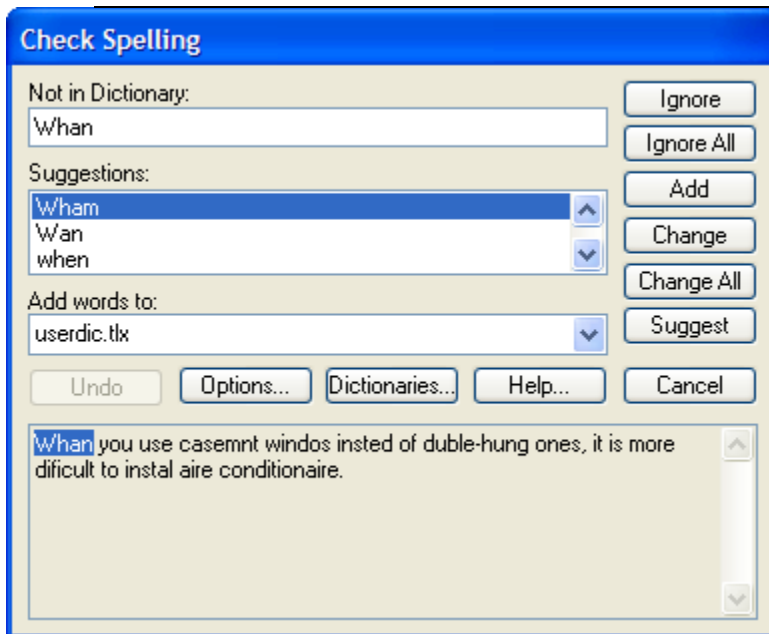 Check Spelling
Not in Dictionary:
Whan
Ignore
Ignore All
Suggestions:
Wham
Wan
when
Add
Change
Change All
Add words to:
userdic.tlx
Suggest
Undo
Options...
Dictionaries...
Help...
Cancel
Whan you use casemnt windos insted of duble-hung ones, it is more
dificult to instal aire conditionaire.